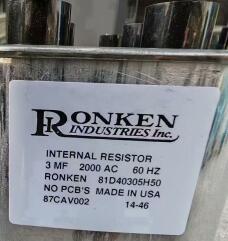 RONKEN
INDUSTRIES Inc.
INTERNAL RESISTOR
3 MF 2000 AC 60 HZ
RONKEN 81D40305H50
NO PCB'S MADE IN USA
87CAV002 14-46